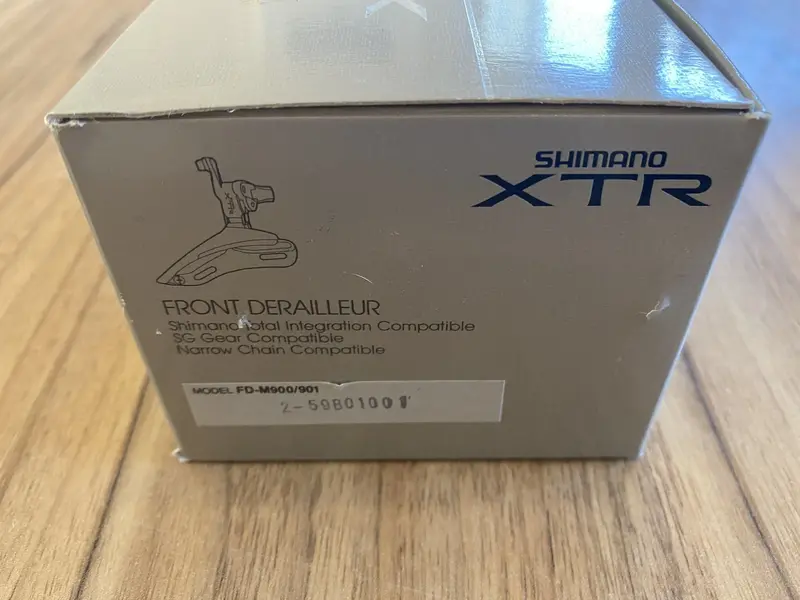 SHIMANO
XTR
FRONT DERAILLEUR
Shimano Total Integration Compatible
SG Gear Compatible
Narrow Chain Compatible
MODEL FD-M900/901
2-59B01001